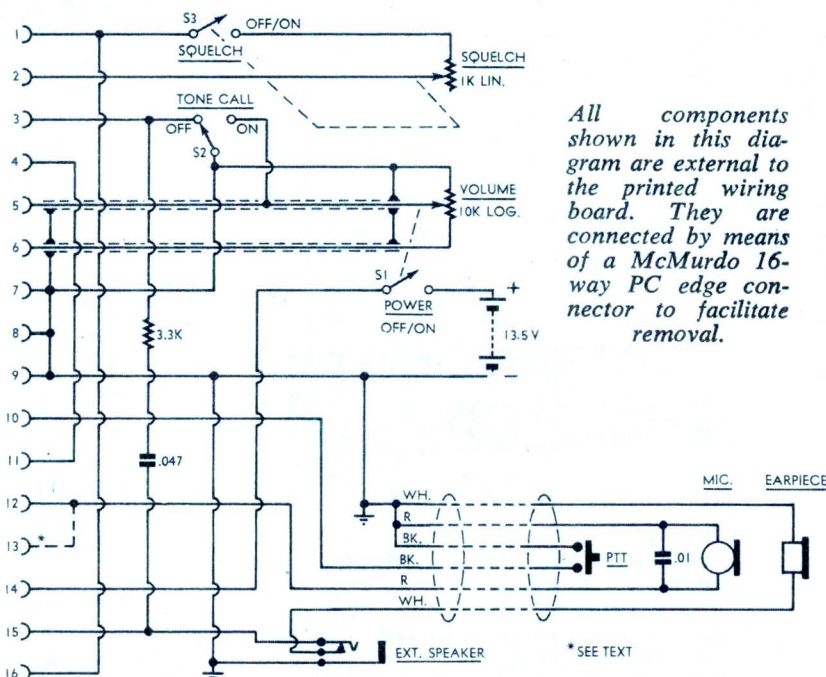 1
S3
OFF/ON
SQUELCH
SQUELCH
1K LIN.
2
TONE CALL
3
OFF
ON
S2
4
VOLUME
10K LOG.
5
6
S1
+
POWER
OFF/ON
7
3.3K
8
13.5 V
9
−
10
11
.047
12
WH.
MIC.
EARPIECE
R
13
*
BK.
PTT
.01
BK.
14
R
WH.
15
EXT. SPEAKER
* SEE TEXT
16
All components
shown in this dia-
gram are external to
the printed wiring
board. They are
connected by means
of a McMurdo 16-
way PC edge con-
nector to facilitate
removal.